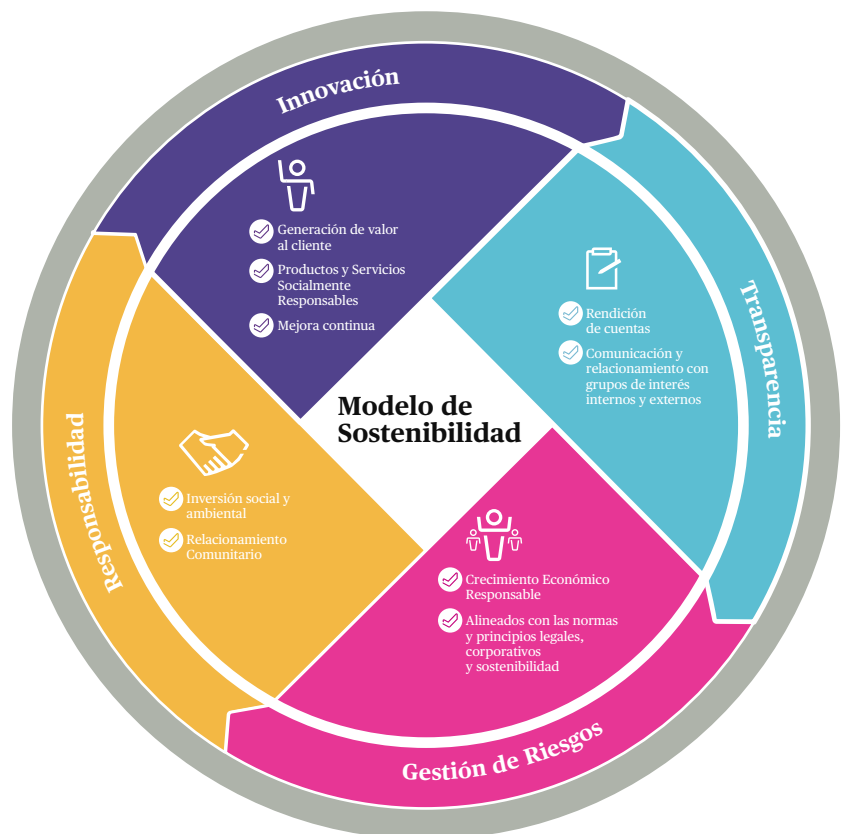 Innovación
Generación de valor
al cliente
Productos y Servicios
Socialmente
Responsables
Mejora continua
Transparencia
Rendición
de cuentas
Comunicación y
relacionamiento con
grupos de interés
internos y externos
Modelo de
Sostenibilidad
Responsabilidad
Inversión social y
ambiental
Relacionamiento
Comunitario
Crecimiento Económico
Responsable
Alineados con las normas
y principios legales,
corporativos
y sostenibilidad
Gestión de Riesgos